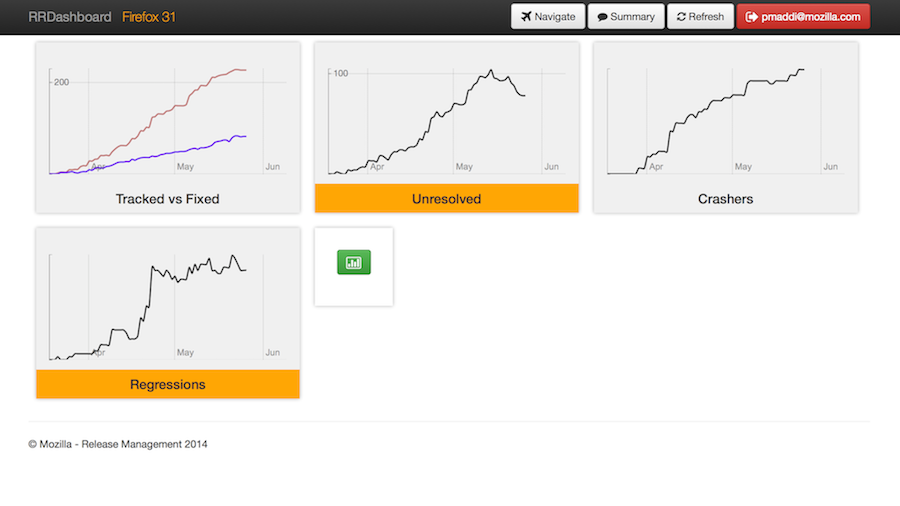 RRDashboard Firefox 31
Navigate
Summary
Refresh
pmaddi@mozilla.com
200
Apr
May
Jun
Tracked vs Fixed
100
Apr
May
Jun
Unresolved
Apr
May
Jun
Crashers
Apr
May
Jun
Regressions
© Mozilla - Release Management 2014